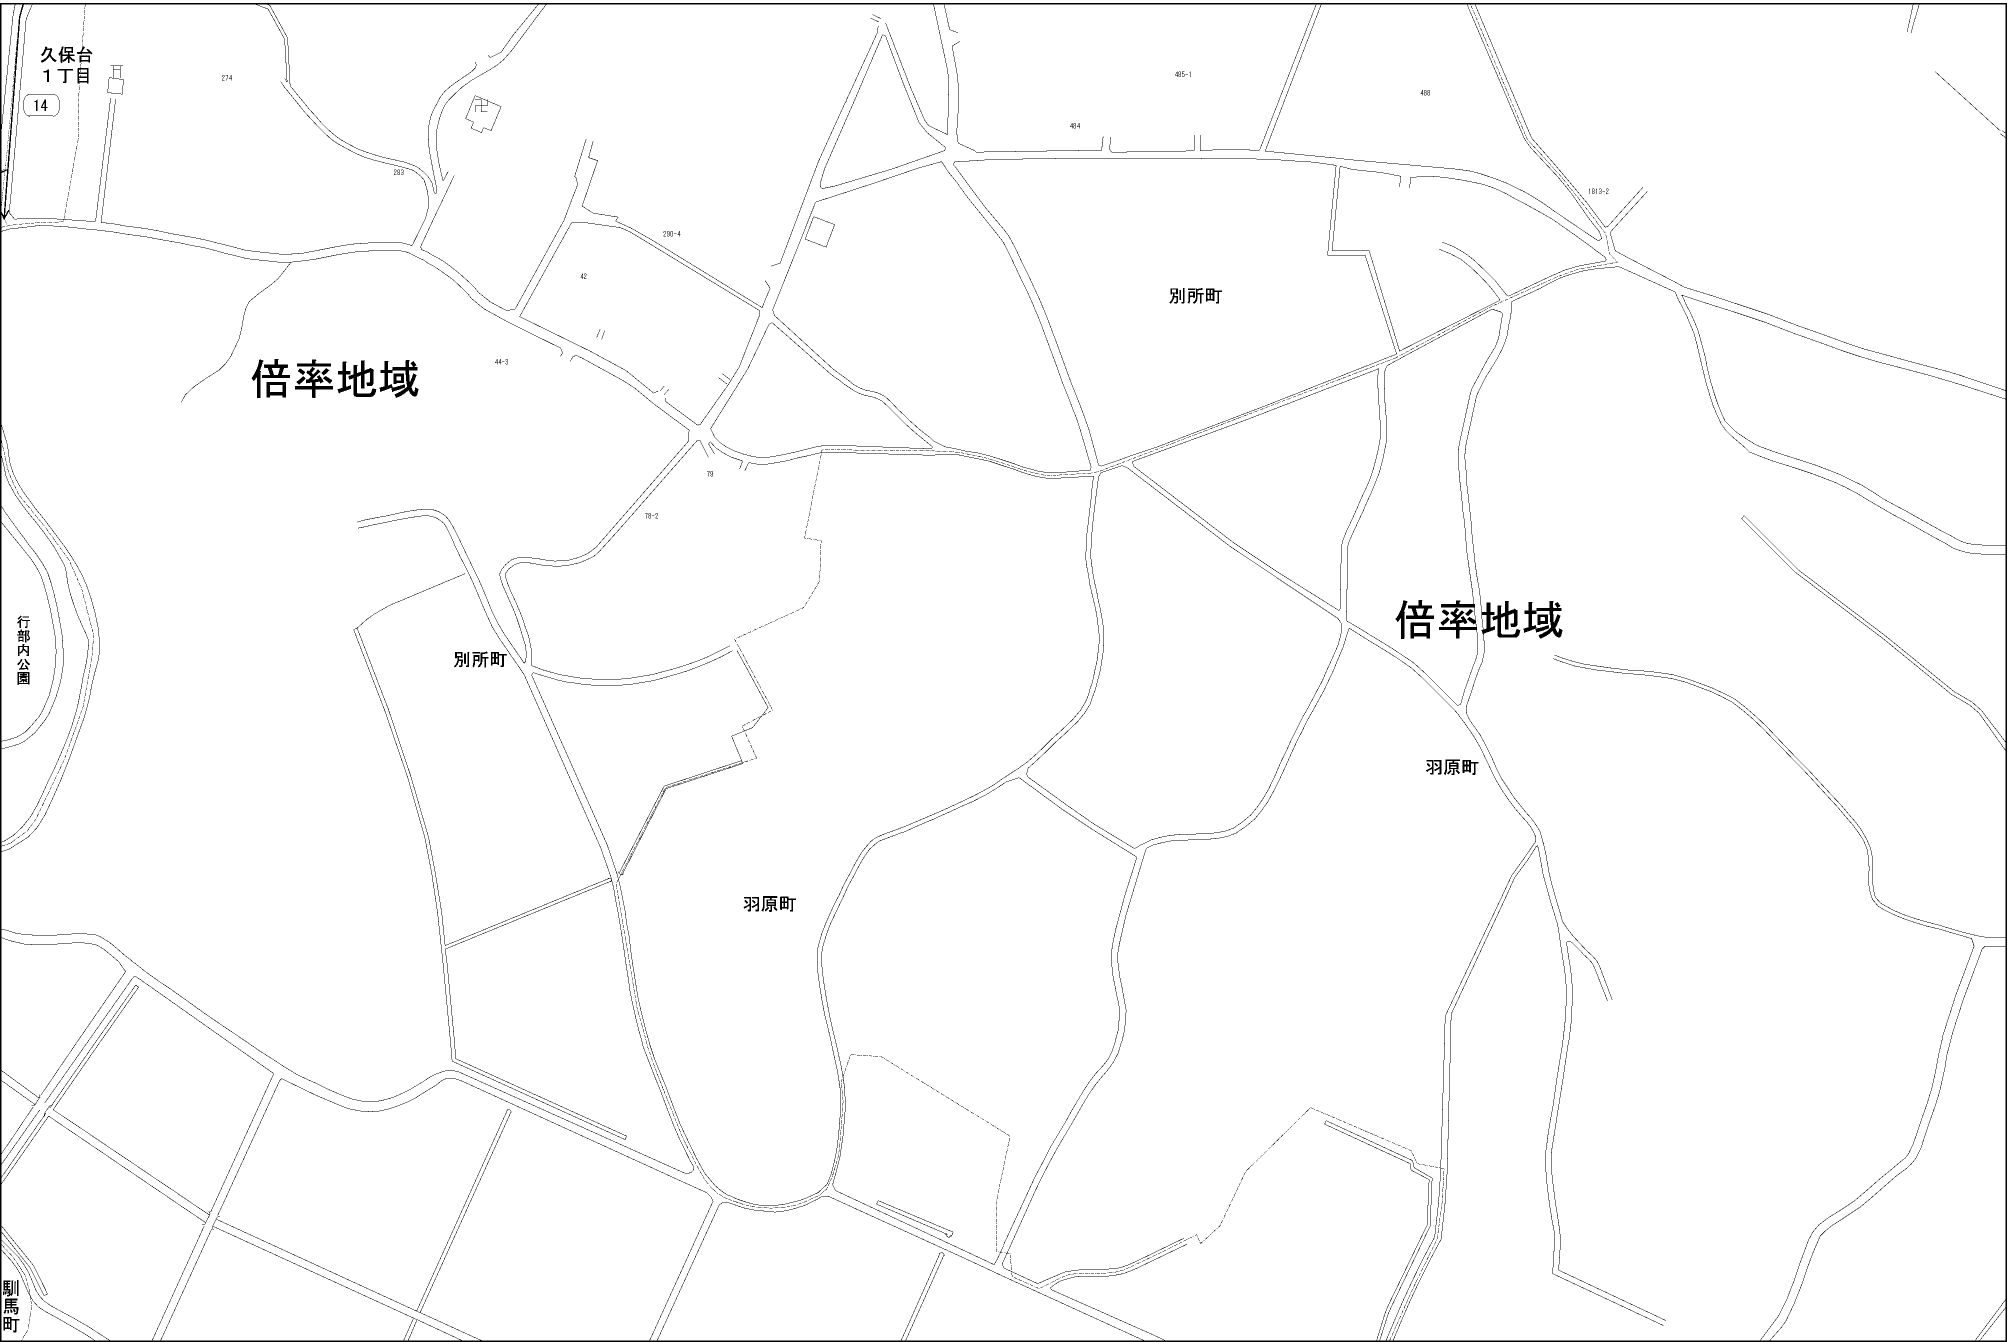 久保台
１丁目
14
274
283
485-1
488
484
1813-2
290-4
42
別所町
44-3
倍率地域
79
78-2
倍率地域
行部内公園
別所町
羽原町
羽原町
馴馬町